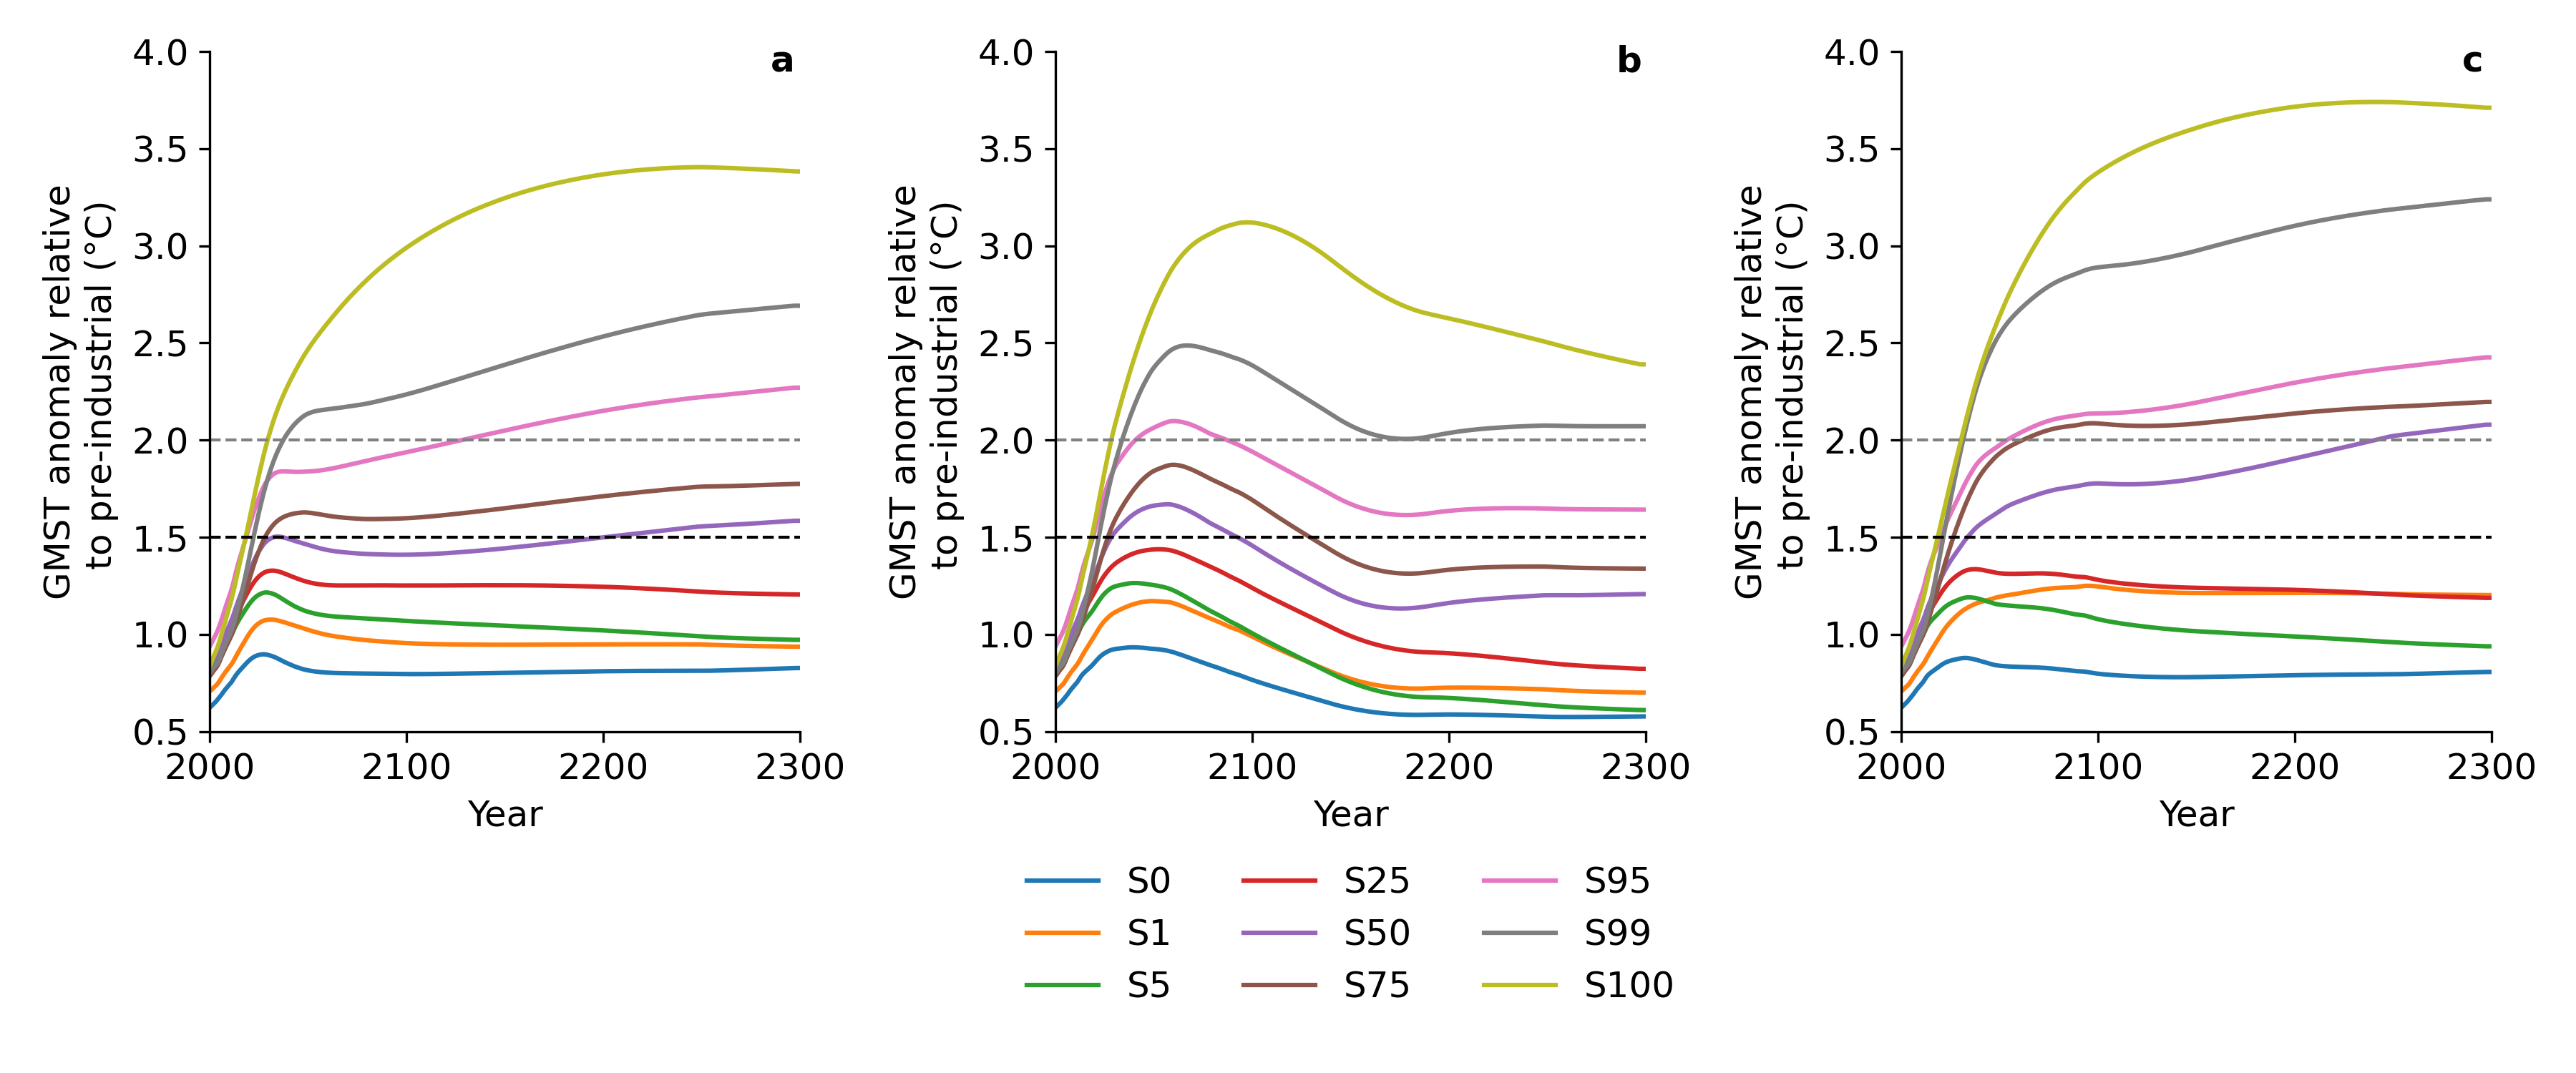 a
4.0
3.5
3.0
2.5
2.0
1.5
1.0
0.5
GMST anomaly relative
to pre-industrial (°C)
2000 2100 2200 2300
Year
b
4.0
3.5
3.0
2.5
2.0
1.5
1.0
0.5
GMST anomaly relative
to pre-industrial (°C)
2000 2100 2200 2300
Year
c
4.0
3.5
3.0
2.5
2.0
1.5
1.0
0.5
GMST anomaly relative
to pre-industrial (°C)
2000 2100 2200 2300
Year
S0 S25 S95
S1 S50 S99
S5 S75 S100